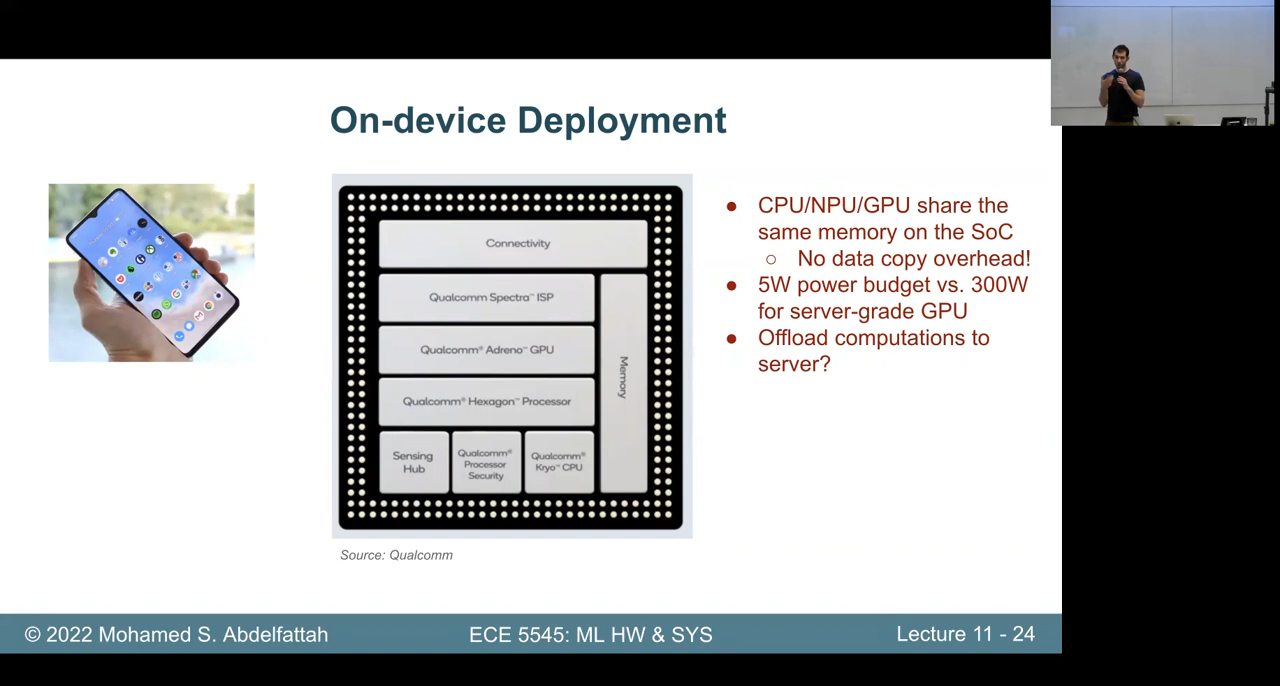 On-device Deployment
Connectivity
Qualcomm Spectra™ ISP
Qualcomm® Adreno™ GPU
Qualcomm® Hexagon™ Processor
Memory
Sensing
Hub
Qualcomm®
Processor
Security
Qualcomm®
Kryo™ CPU
Source: Qualcomm
● CPU/NPU/GPU share the
same memory on the SoC
○ No data copy overhead!
● 5W power budget vs. 300W
for server-grade GPU
● Offload computations to
server?
© 2022 Mohamed S. Abdelfattah
ECE 5545: ML HW & SYS
Lecture 11 - 24